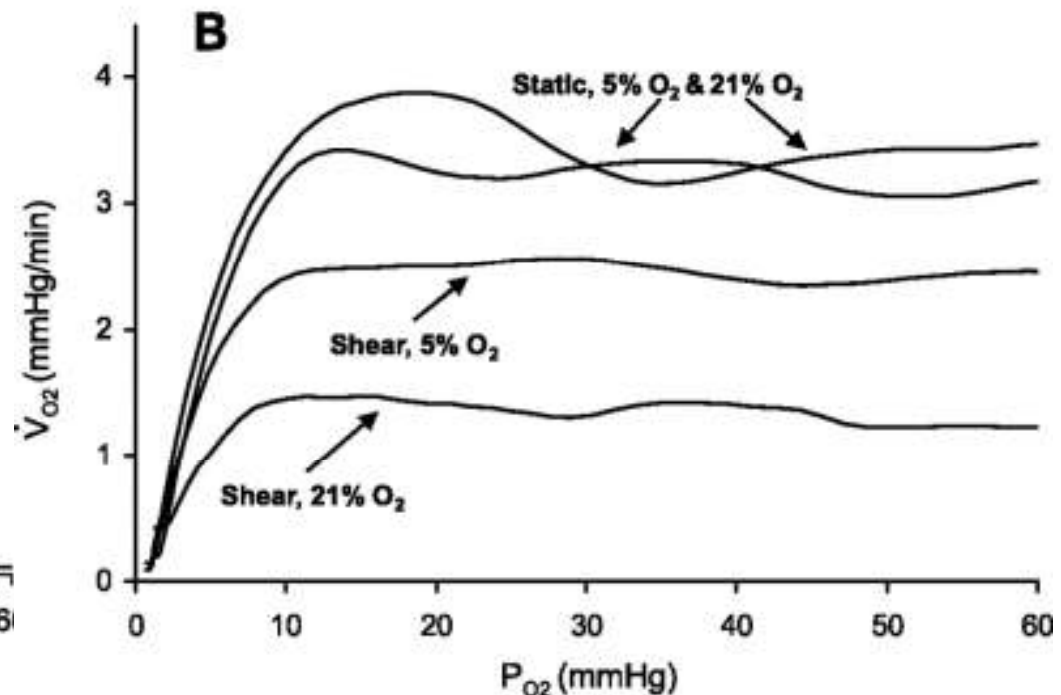 B
4
3
2
1
0
V̇O₂ (mmHg/min)
Static, 5% O₂ & 21% O₂
Shear, 5% O₂
Shear, 21% O₂
0 10 20 30 40 50 60
PO₂ (mmHg)